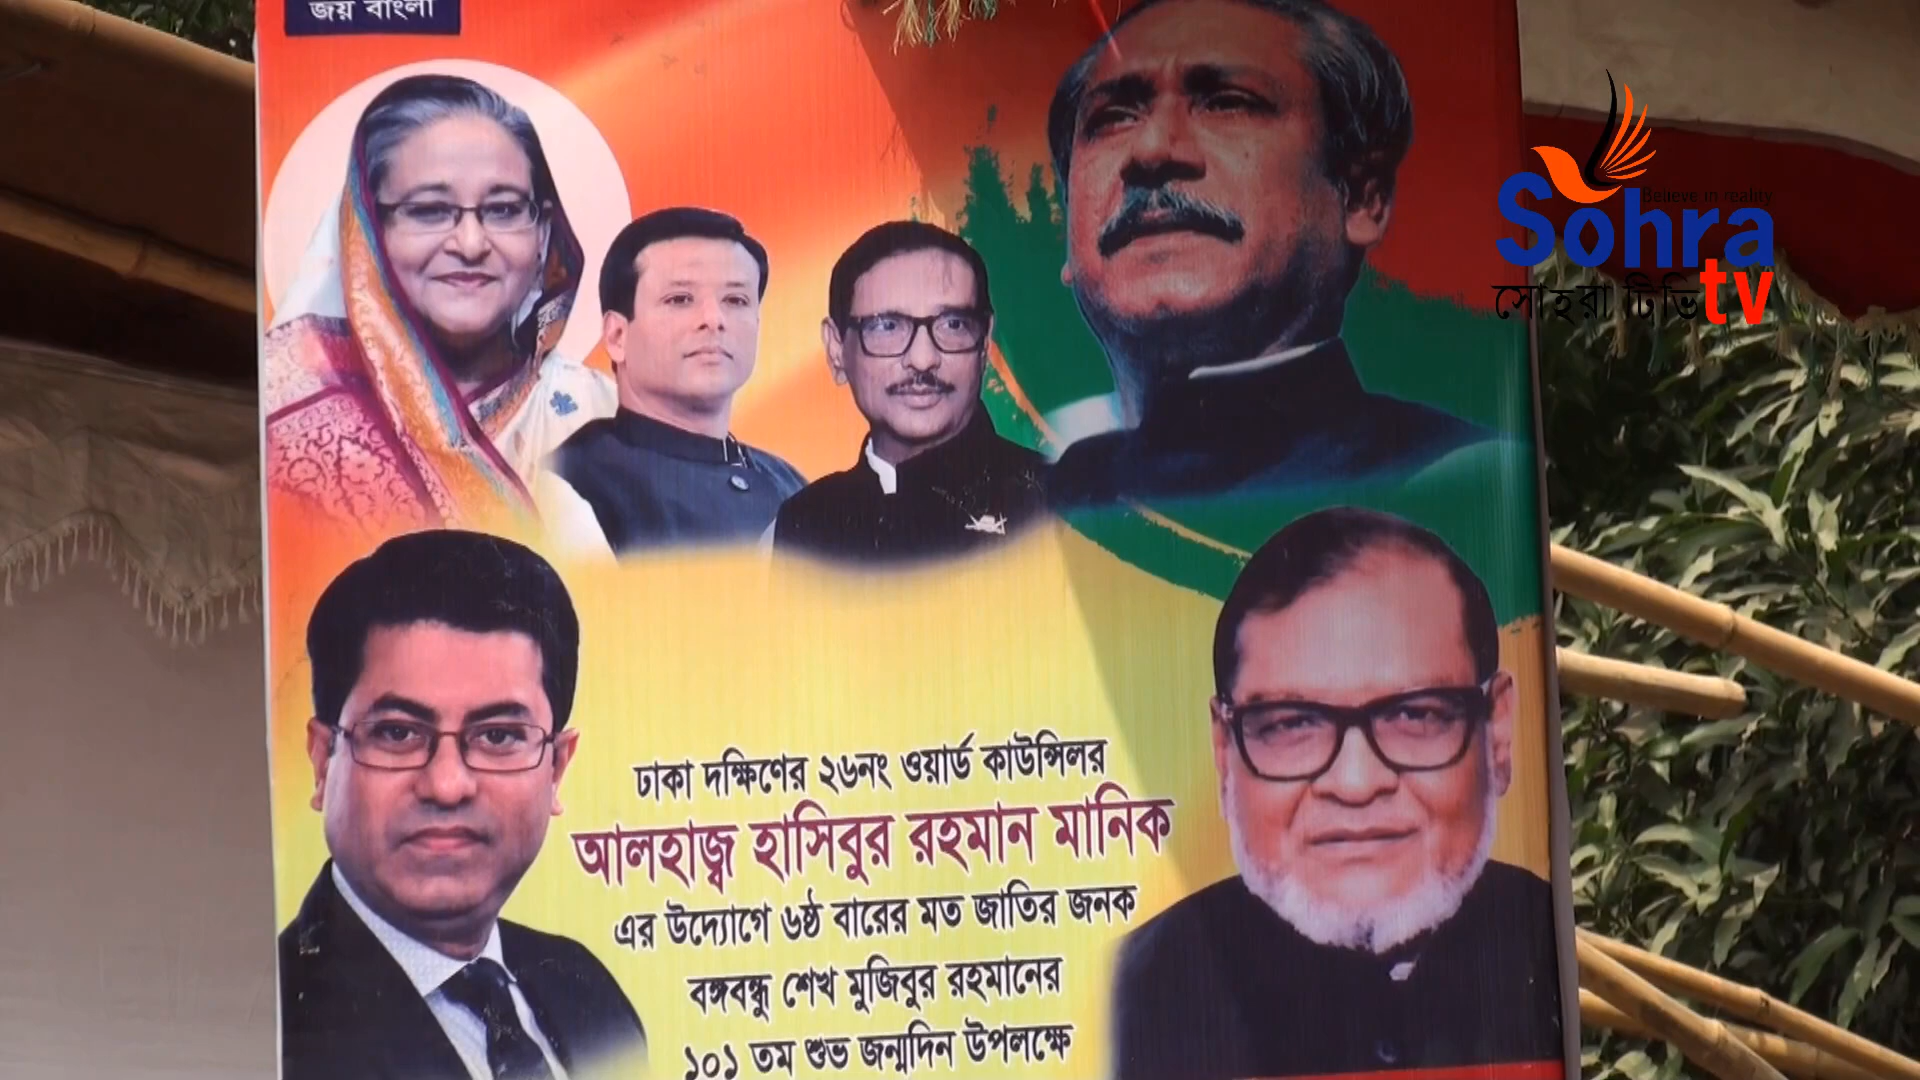 জয় বাংলা
Believe in reality
Sohra
সোহরা টিভি tv
ঢাকা দক্ষিণের ২৬নং ওয়ার্ড কাউন্সিলর
আলহাজ্ব হাসিবুর রহমান মানিক
এর উদ্যোগে ৬ষ্ঠ বারের মত জাতির জনক
বঙ্গবন্ধু শেখ মুজিবুর রহমানের
১০১ তম শুভ জন্মদিন উপলক্ষে